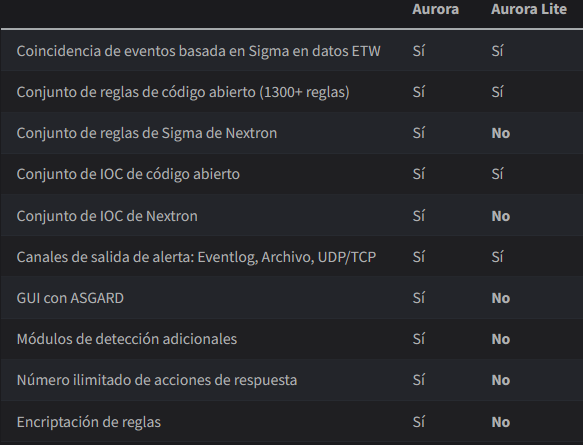 Aurora Aurora Lite
Coincidencia de eventos basada en Sigma en datos ETW Sí Sí
Conjunto de reglas de código abierto (1300+ reglas) Sí Sí
Conjunto de reglas de Sigma de Nextron Sí No
Conjunto de IOC de código abierto Sí Sí
Conjunto de IOC de Nextron Sí No
Canales de salida de alerta: Eventlog, Archivo, UDP/TCP Sí Sí
GUI con ASGARD Sí No
Módulos de detección adicionales Sí No
Número ilimitado de acciones de respuesta Sí No
Encriptación de reglas Sí No